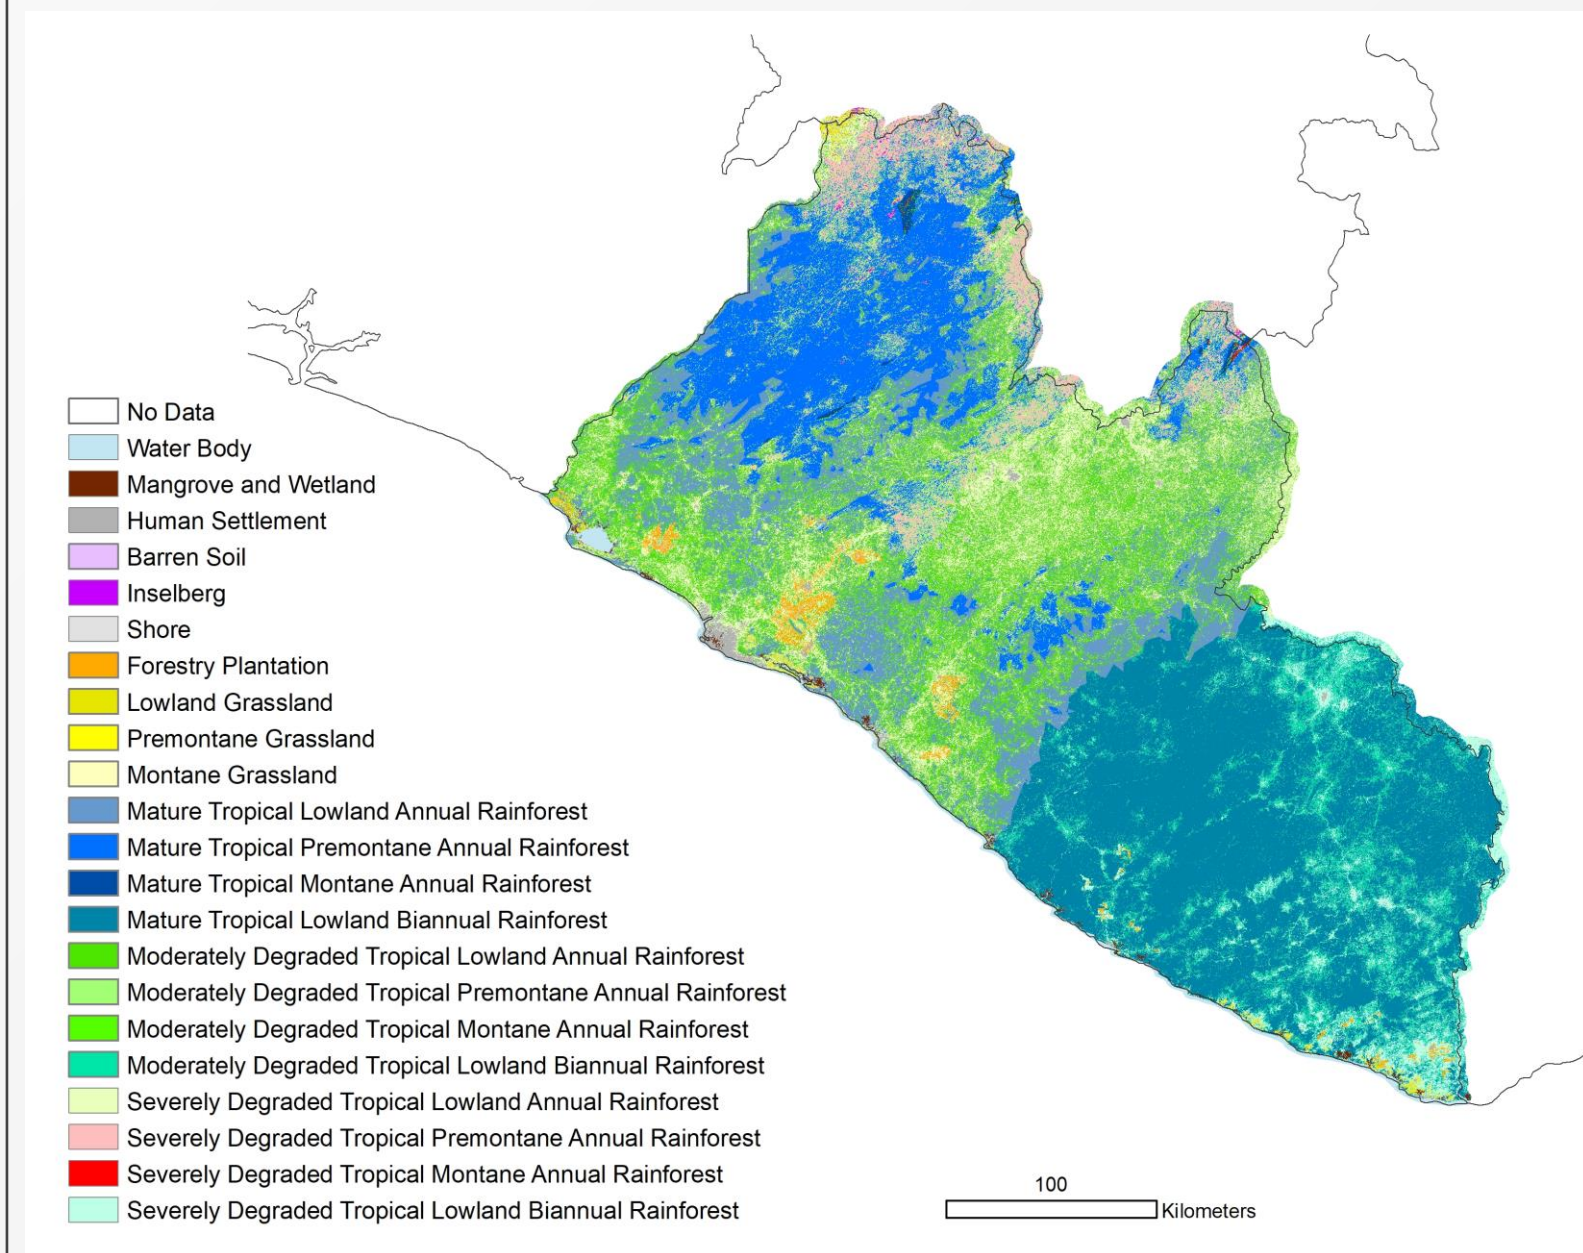 No Data
Water Body
Mangrove and Wetland
Human Settlement
Barren Soil
Inselberg
Shore
Forestry Plantation
Lowland Grassland
Premontane Grassland
Montane Grassland
Mature Tropical Lowland Annual Rainforest
Mature Tropical Premontane Annual Rainforest
Mature Tropical Montane Annual Rainforest
Mature Tropical Lowland Biannual Rainforest
Moderately Degraded Tropical Lowland Annual Rainforest
Moderately Degraded Tropical Premontane Annual Rainforest
Moderately Degraded Tropical Montane Annual Rainforest
Moderately Degraded Tropical Lowland Biannual Rainforest
Severely Degraded Tropical Lowland Annual Rainforest
Severely Degraded Tropical Premontane Annual Rainforest
Severely Degraded Tropical Montane Annual Rainforest
Severely Degraded Tropical Lowland Biannual Rainforest
100
Kilometers